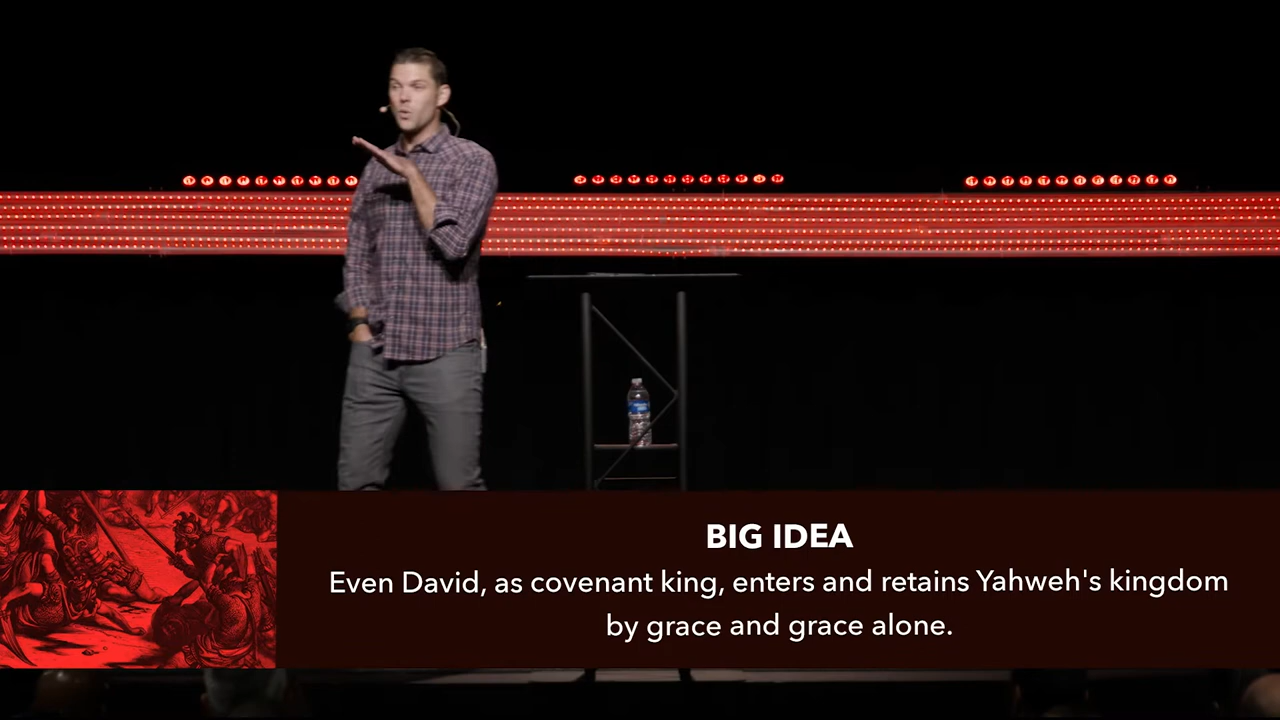 BIG IDEA
Even David, as covenant king, enters and retains Yahweh's kingdom
by grace and grace alone.